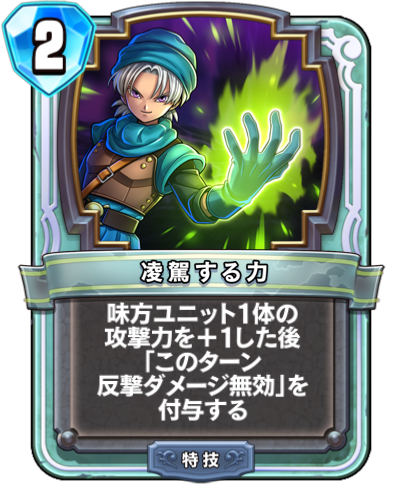 2
凌駕する力
味方ユニット1体の
攻撃力を＋1した後
「このターン
反撃ダメージ無効」を
付与する
特技